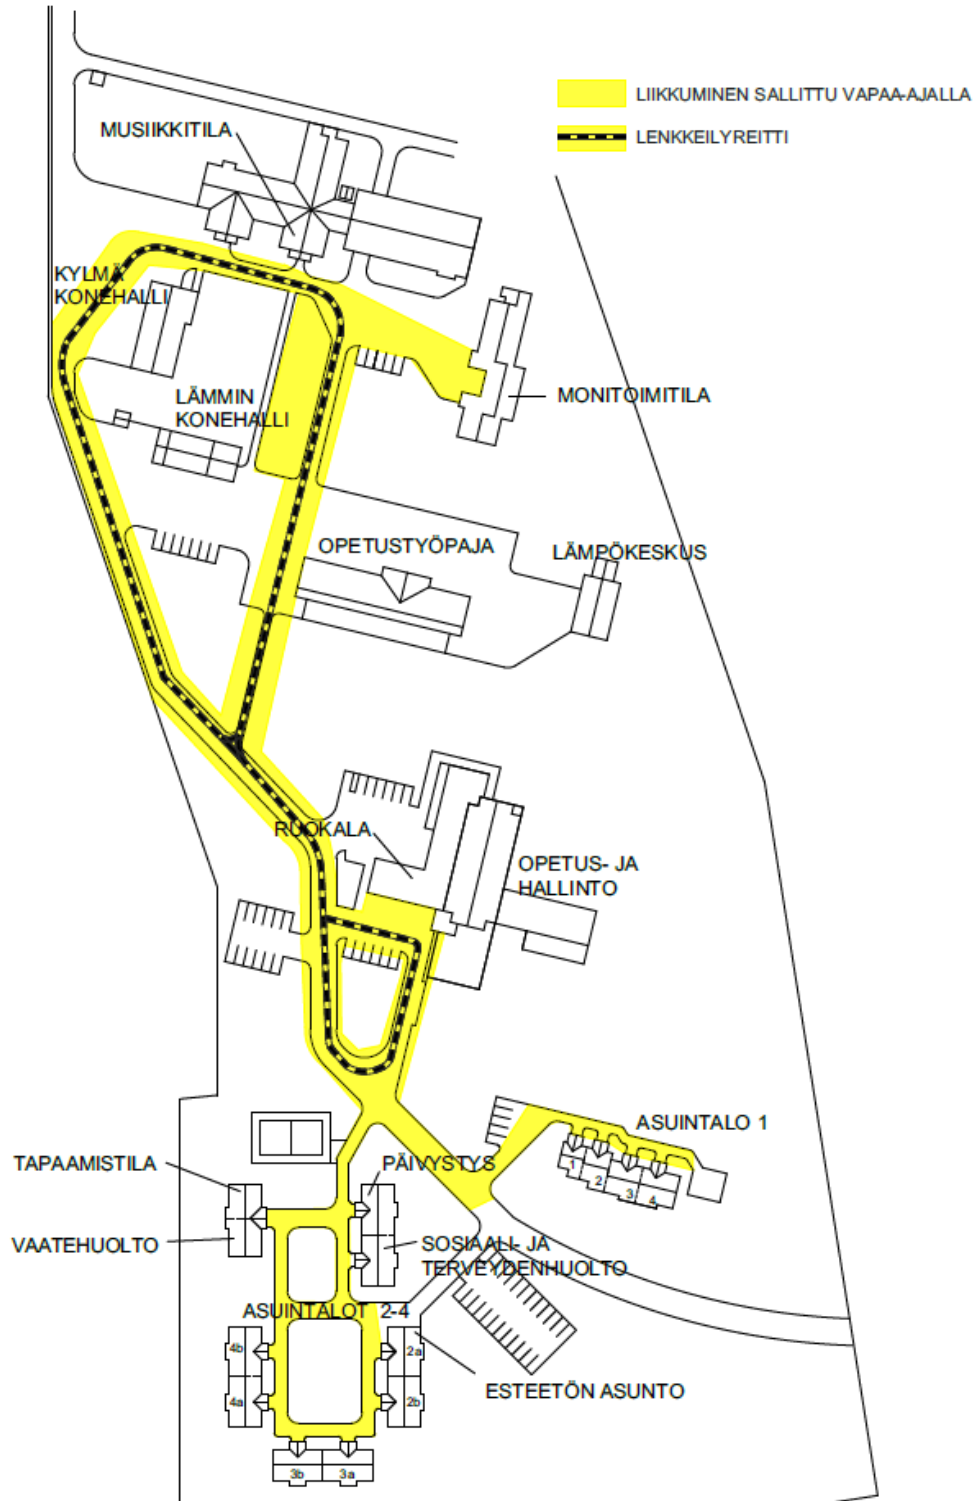 LIIKKUMINEN SALLITTU VAPAA-AJALLA
LENKKEILYREITTI
MUSIIKKITILA
KYLMÄ
KONEHALLI
LÄMMIN
KONEHALLI
MONITOIMITILA
OPETUSTYÖPAJA
LÄMPÖKESKUS
RUOKALA
OPETUS- JA
HALLINTO
ASUINTALO 1
1
2
3
4
TAPAAMISTILA
PÄIVYSTYS
VAATEHUOLTO
SOSIAALI- JA
TERVEYDENHUOLTO
ASUINTALOT 2-4
4b
2a
4a
2b
ESTEETÖN ASUNTO
3b
3a